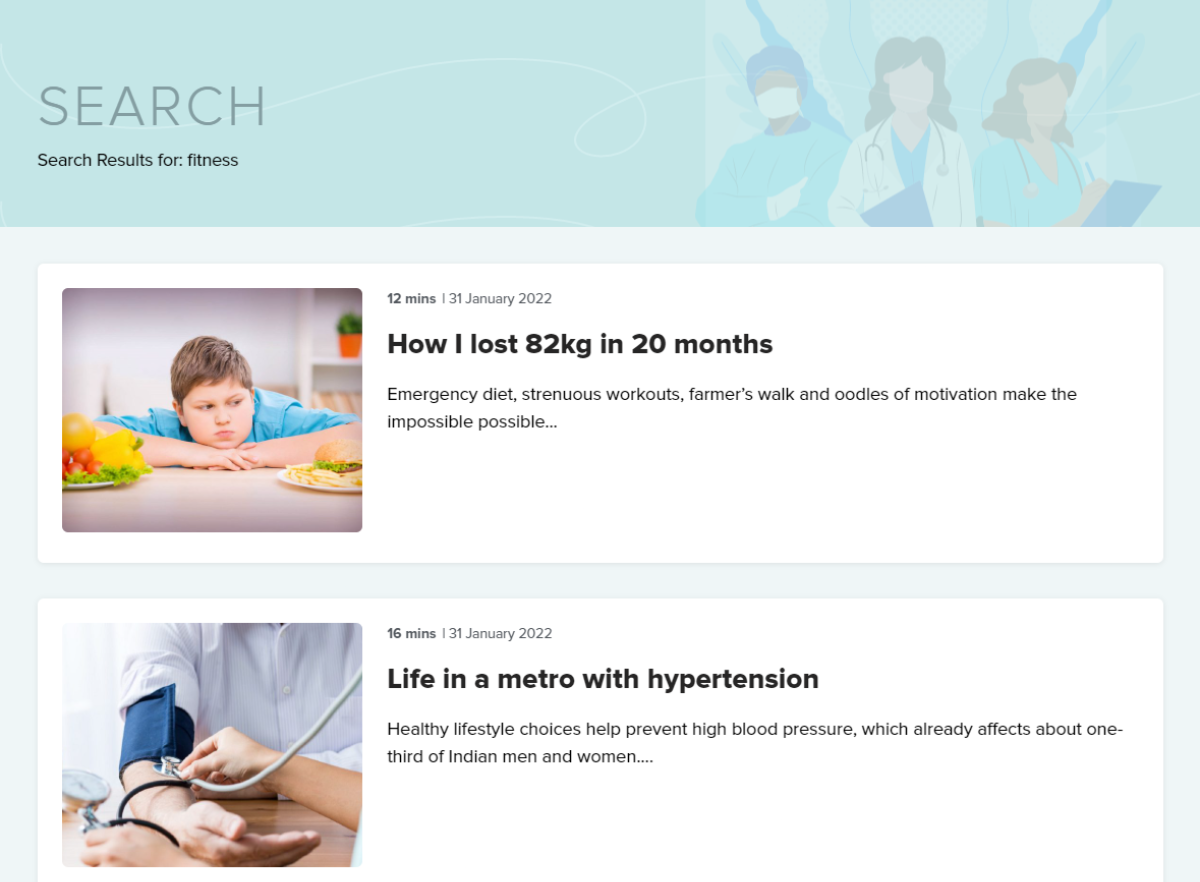 SEARCH
Search Results for: fitness
12 mins | 31 January 2022
How I lost 82kg in 20 months
Emergency diet, strenuous workouts, farmer’s walk and oodles of motivation make the
impossible possible...
16 mins | 31 January 2022
Life in a metro with hypertension
Healthy lifestyle choices help prevent high blood pressure, which already affects about one-
third of Indian men and women....